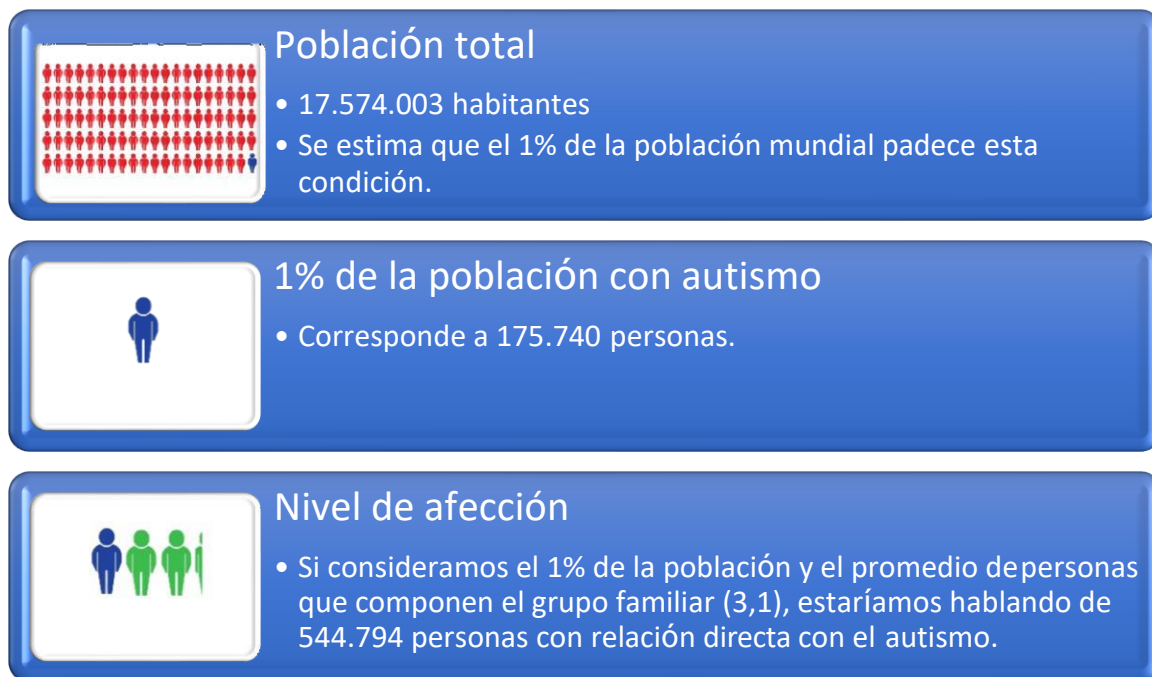 Población total
• 17.574.003 habitantes
• Se estima que el 1% de la población mundial padece esta
condición.
1% de la población con autismo
• Corresponde a 175.740 personas.
Nivel de afección
• Si consideramos el 1% de la población y el promedio depersonas
que componen el grupo familiar (3,1), estaríamos hablando de
544.794 personas con relación directa con el autismo.